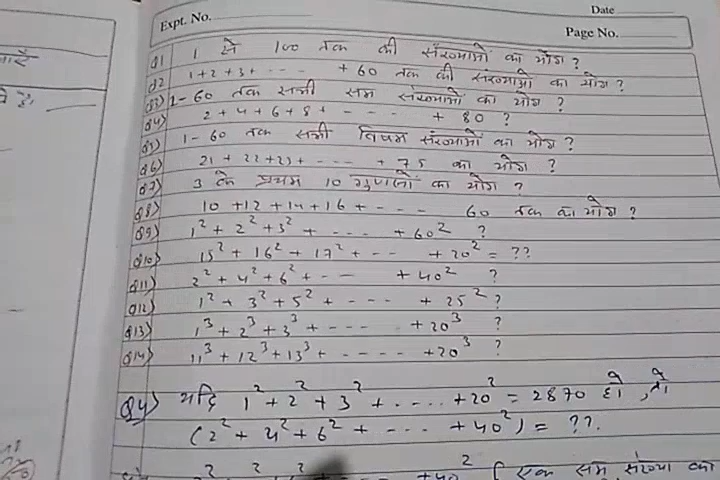 Date
Expt. No.
Page No.
Q1 1 से 100 तक की संख्याओं का योग ?
Q2 1+2+3+ - - - - +60 तक की संख्याओं का योग ?
Q3) 1-60 तक सभी सम संख्याओं का योग ?
Q4) 2+4+6+8+ - - - - + 80 ?
Q5) 1-60 तक सभी विषम संख्याओं का योग ?
Q6) 21+22+23+ - - - - +75 का योग ?
Q7) 3 के प्रथम 10 गुणजों का योग ?
Q8) 10+12+14+16+ - - - - 60 तक का योग ?
Q9) 1²+2²+3²+ - - - - +60² ?
Q10) 15²+16²+17²+ - - - +20² = ??
Q11) 2²+4²+6²+ - - - +40² ?
Q12) 1²+3²+5²+ - - - - +25² ?
Q13) 1³+2³+3³+ - - - - +20³ ?
Q14) 11³+12³+13³+ - - - - +20³ ?
Q4) यदि 1²+2²+3²+ - - - - +20² = 2870 हो, तो
(2²+4²+6²+ - - - - +40²) = ??.